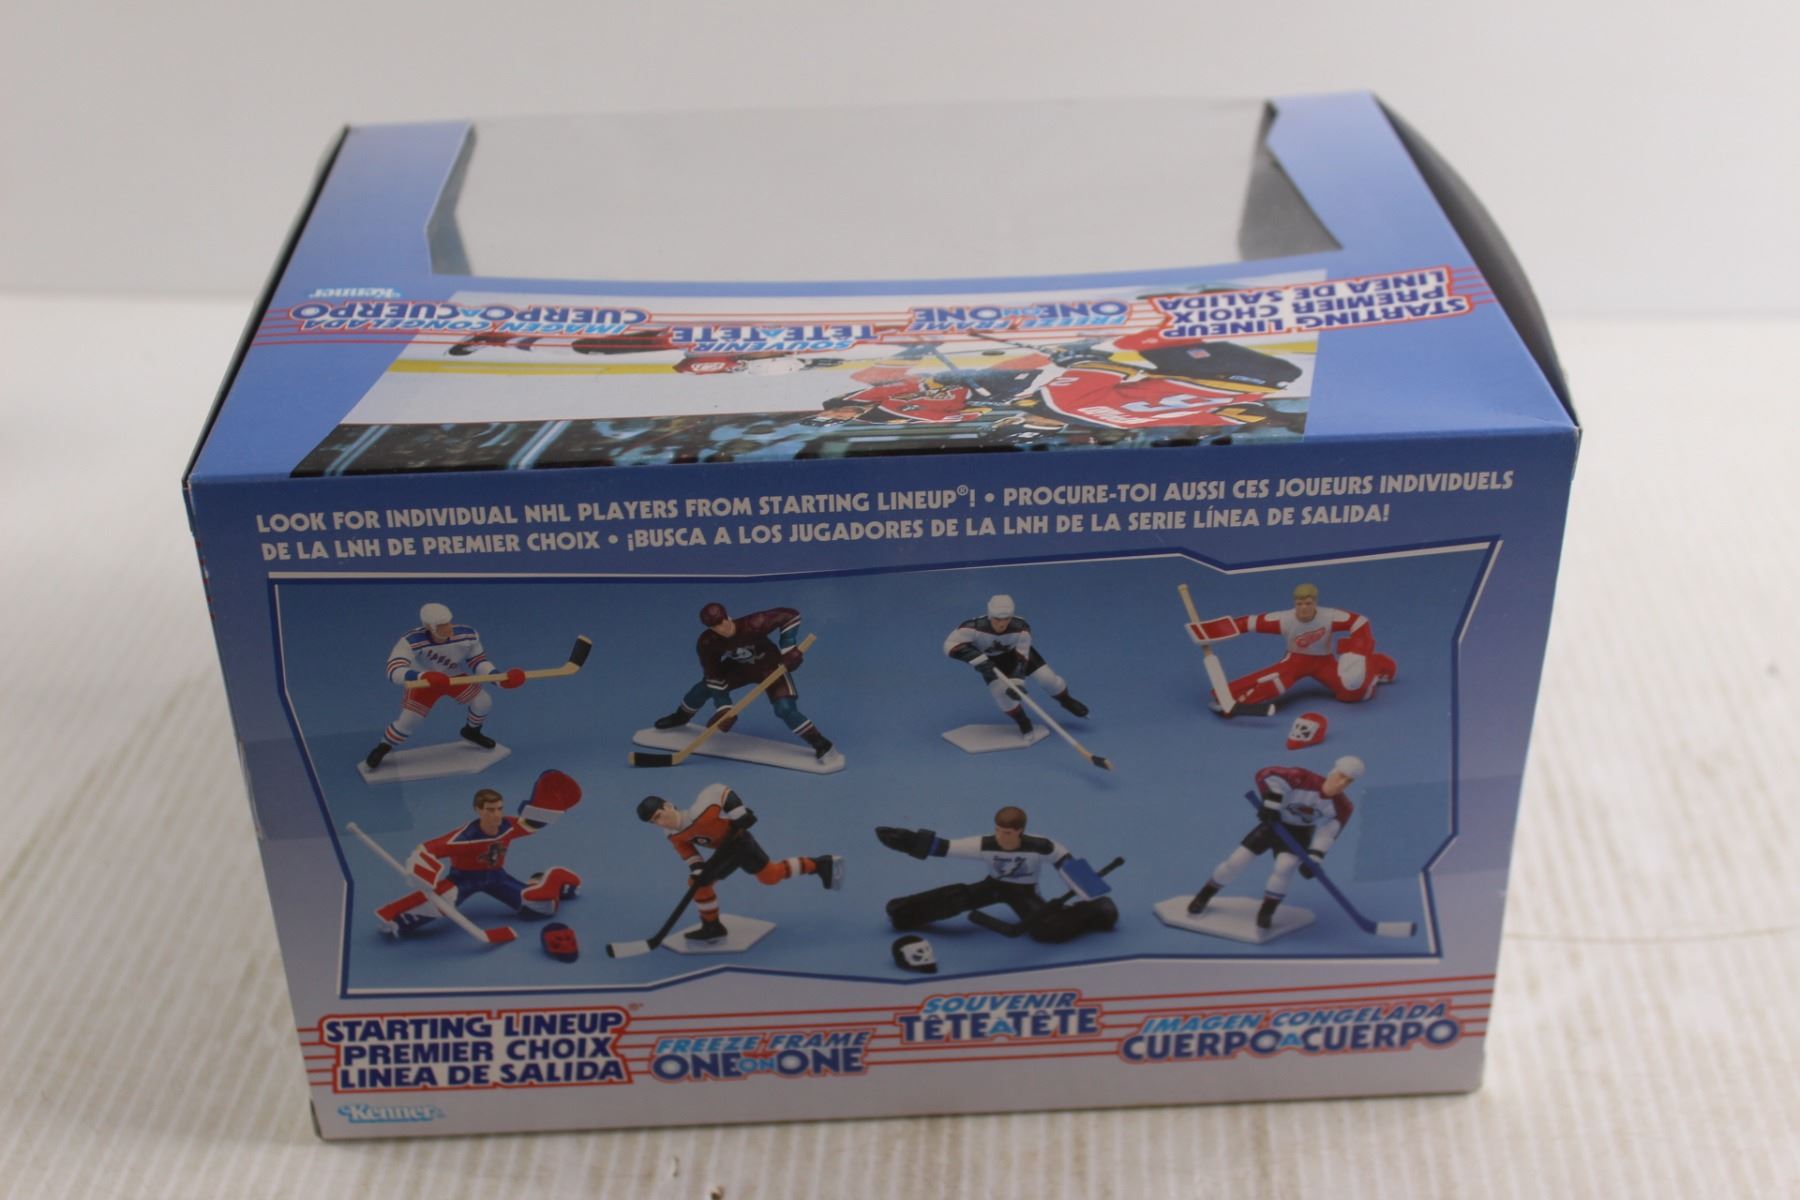 Kenner
IMAGEN CONGELADA
CUERPO A CUERPO
SOUVENIR
TÊTE À TÊTE
FREEZE FRAME
ONE ON ONE
STARTING LINEUP
PREMIER CHOIX
LINEA DE SALIDA
LOOK FOR INDIVIDUAL NHL PLAYERS FROM STARTING LINEUP®! • PROCURE-TOI AUSSI CES JOUEURS INDIVIDUELS
DE LA LNH DE PREMIER CHOIX • ¡BUSCA A LOS JUGADORES DE LA LNH DE LA SERIE LÍNEA DE SALIDA!
STARTING LINEUP®
PREMIER CHOIX
LINEA DE SALIDA
FREEZE FRAME
ONE ON ONE
SOUVENIR
TÊTE À TÊTE
IMAGEN CONGELADA
CUERPO A CUERPO
Kenner